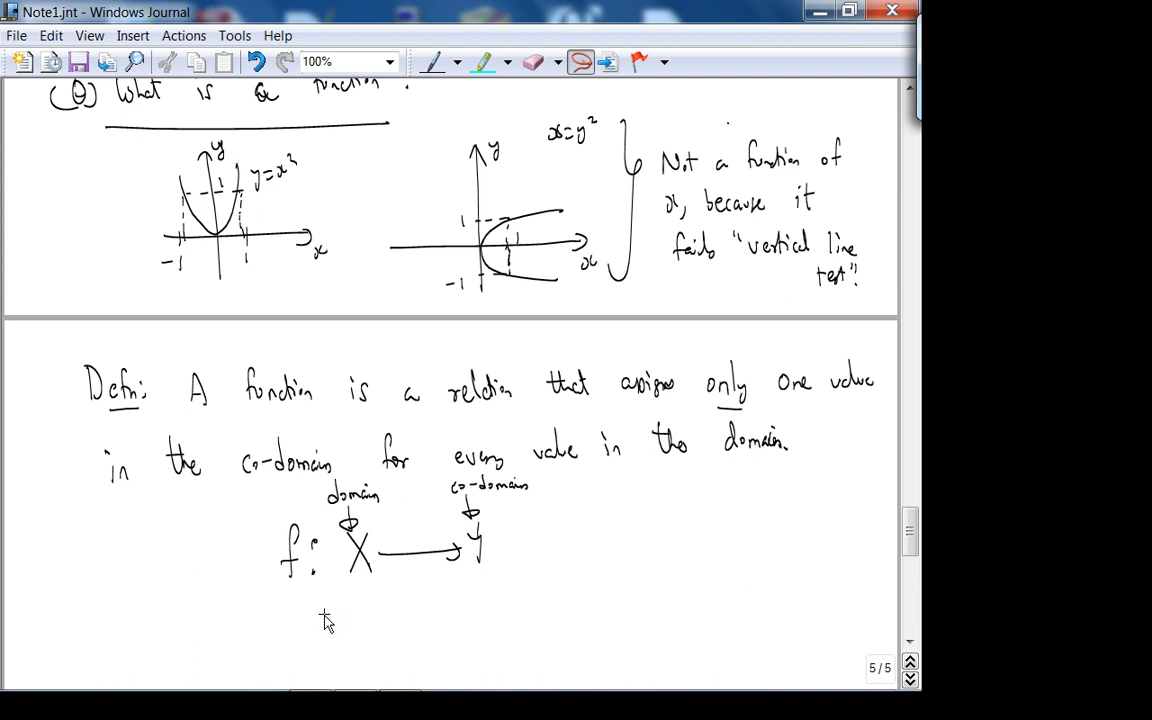 Note1.jnt - Windows Journal
File Edit View Insert Actions Tools Help
100%
(Q) What is a function ?
y
y=x²
1
-1 1 x
x=y²
y
1
1
x
-1
Not a function of
x, because it
fails "vertical line
test".
Defn: A function is a relation that assigns only one value
in the co-domain for every value in the domain.
domain co-domain
f: X → Y
5 / 5